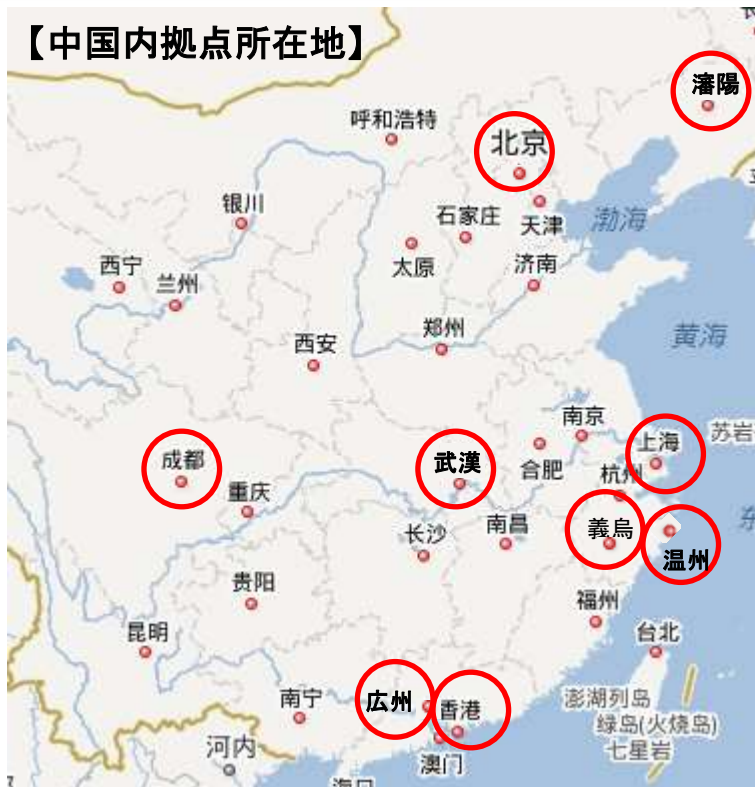 【中国内拠点所在地】
瀋陽
呼和浩特
北京
银川
石家庄
天津
渤海
西宁
兰州
太原
济南
郑州
西安
黄海
南京
上海
苏岩
成都
武漢
合肥
杭州
重庆
长沙
南昌
義烏
温州
东
贵阳
福州
昆明
台北
南宁
広州
香港
澎湖列岛
绿岛(火烧岛)
七星岩
河内
澳门